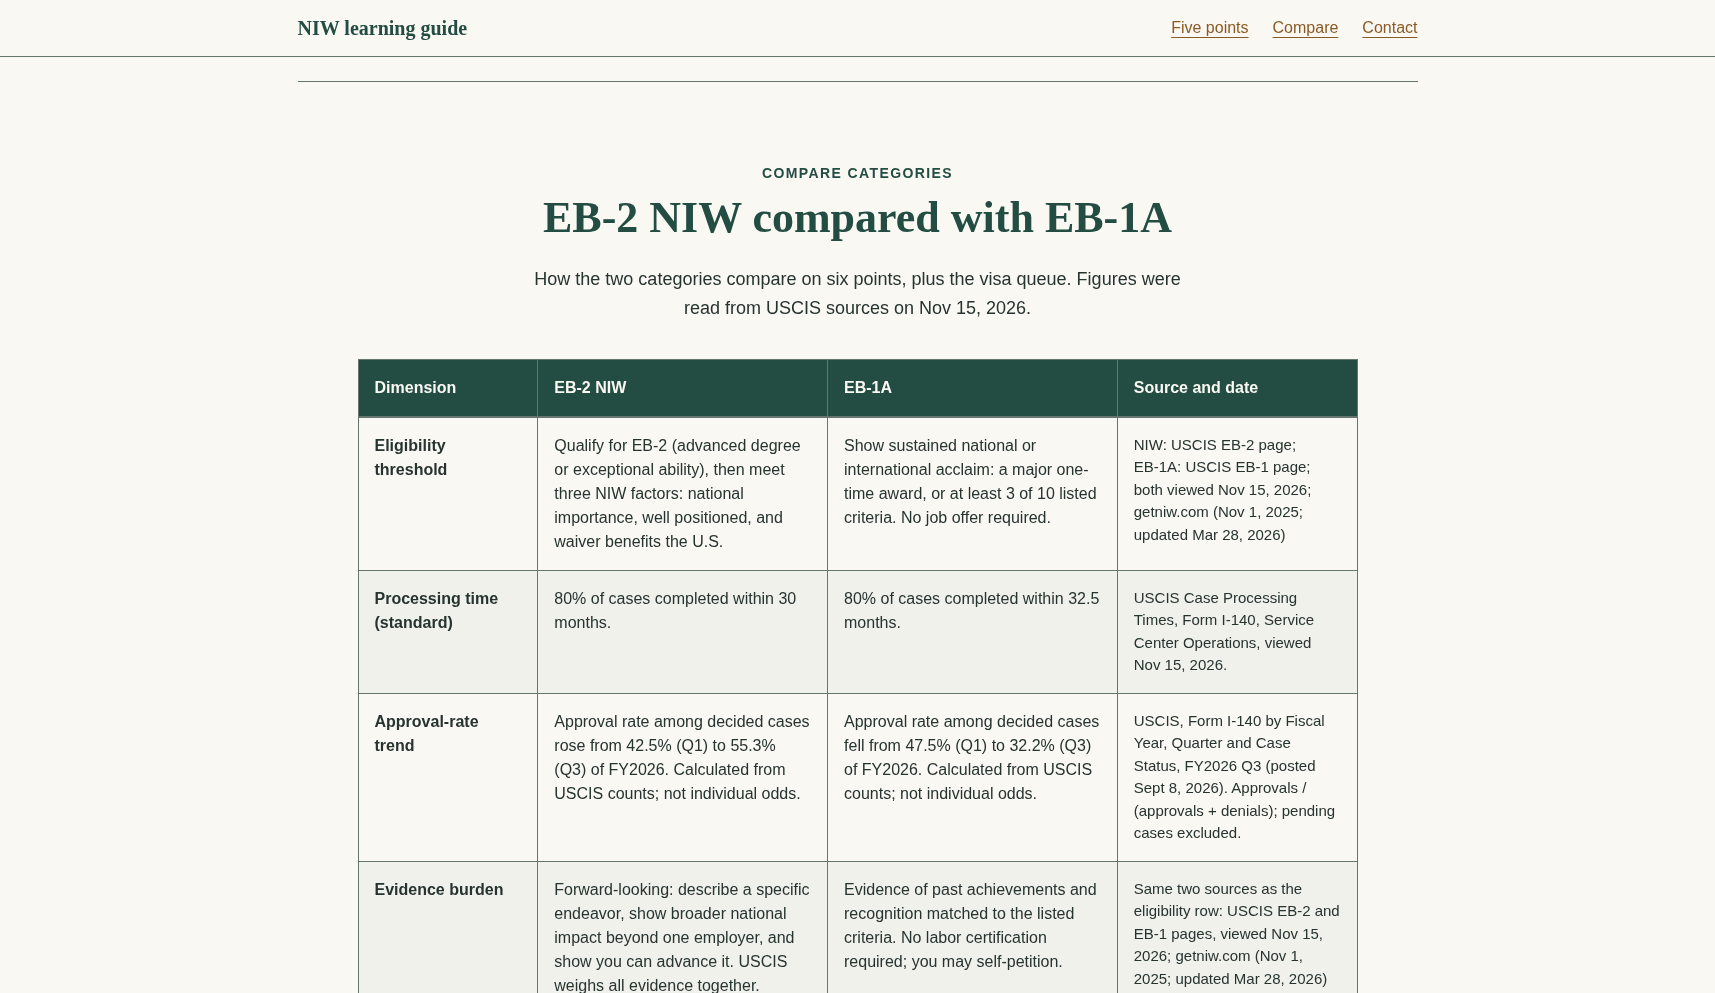 NIW learning guide
Five points
Compare
Contact
COMPARE CATEGORIES
EB-2 NIW compared with EB-1A
How the two categories compare on six points, plus the visa queue. Figures were
read from USCIS sources on Nov 15, 2026.
Dimension
EB-2 NIW
EB-1A
Source and date
Eligibility
threshold
Qualify for EB-2 (advanced degree
or exceptional ability), then meet
three NIW factors: national
importance, well positioned, and
waiver benefits the U.S.
Show sustained national or
international acclaim: a major one-
time award, or at least 3 of 10 listed
criteria. No job offer required.
NIW: USCIS EB-2 page;
EB-1A: USCIS EB-1 page;
both viewed Nov 15, 2026;
getniw.com (Nov 1, 2025;
updated Mar 28, 2026)
Processing time
(standard)
80% of cases completed within 30
months.
80% of cases completed within 32.5
months.
USCIS Case Processing
Times, Form I-140, Service
Center Operations, viewed
Nov 15, 2026.
Approval-rate
trend
Approval rate among decided cases
rose from 42.5% (Q1) to 55.3%
(Q3) of FY2026. Calculated from
USCIS counts; not individual odds.
Approval rate among decided cases
fell from 47.5% (Q1) to 32.2% (Q3)
of FY2026. Calculated from USCIS
counts; not individual odds.
USCIS, Form I-140 by Fiscal
Year, Quarter and Case
Status, FY2026 Q3 (posted
Sept 8, 2026). Approvals /
(approvals + denials); pending
cases excluded.
Evidence burden
Forward-looking: describe a specific
endeavor, show broader national
impact beyond one employer, and
show you can advance it. USCIS
weighs all evidence together.
Evidence of past achievements and
recognition matched to the listed
criteria. No labor certification
required; you may self-petition.
Same two sources as the
eligibility row: USCIS EB-2 and
EB-1 pages, viewed Nov 15,
2026; getniw.com (Nov 1,
2025; updated Mar 28, 2026)